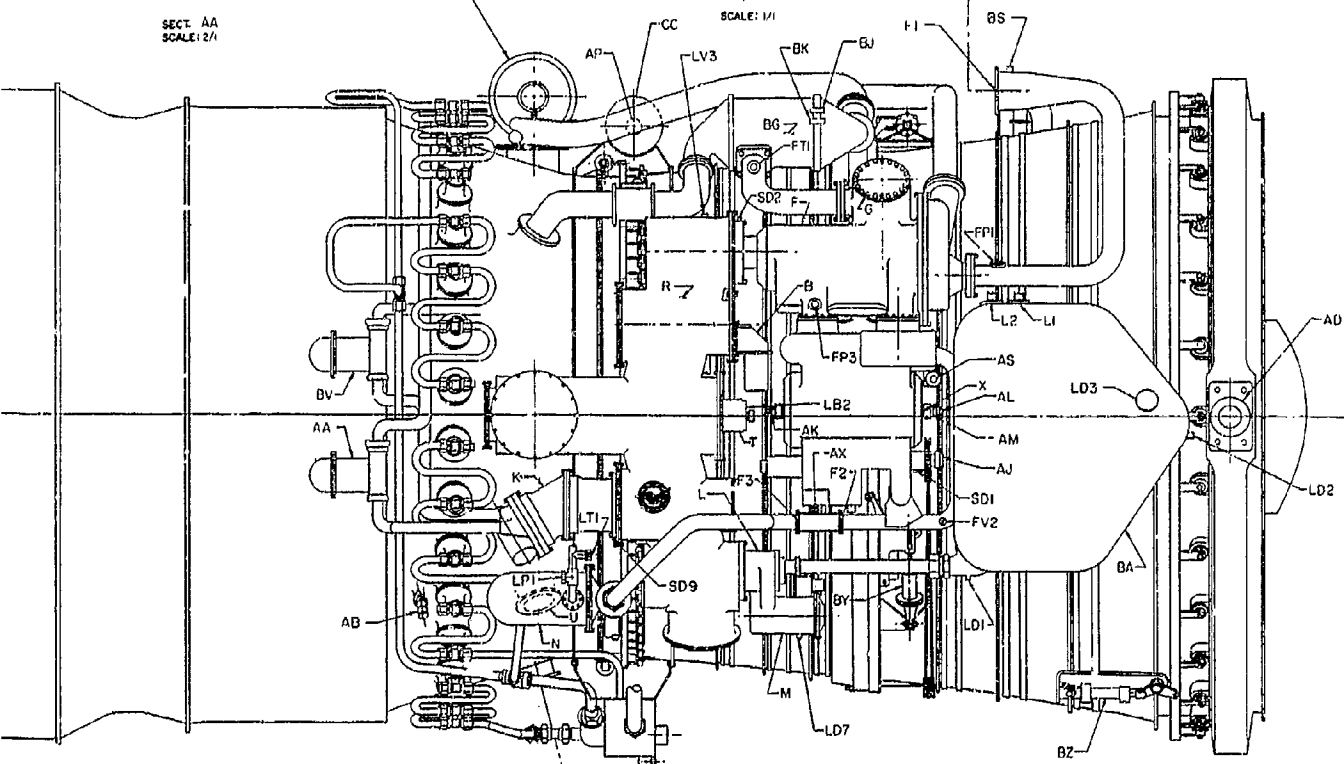 SECT. AA
SCALE: 2/1
SCALE: 1/1
CC
AP
LV3
BK
BJ
F1
BS
BG
FT1
SD2
F
G
FP1
R
B
L2
L1
AD
FP3
AS
LD3
BV
X
LB2
AL
AK
AM
T
AA
AX
AJ
K
F3
F2
SD1
LD2
L
LT1
FV2
BA
LP1
SD9
BY
AB
U
LD1
N
M
LD7
BZ